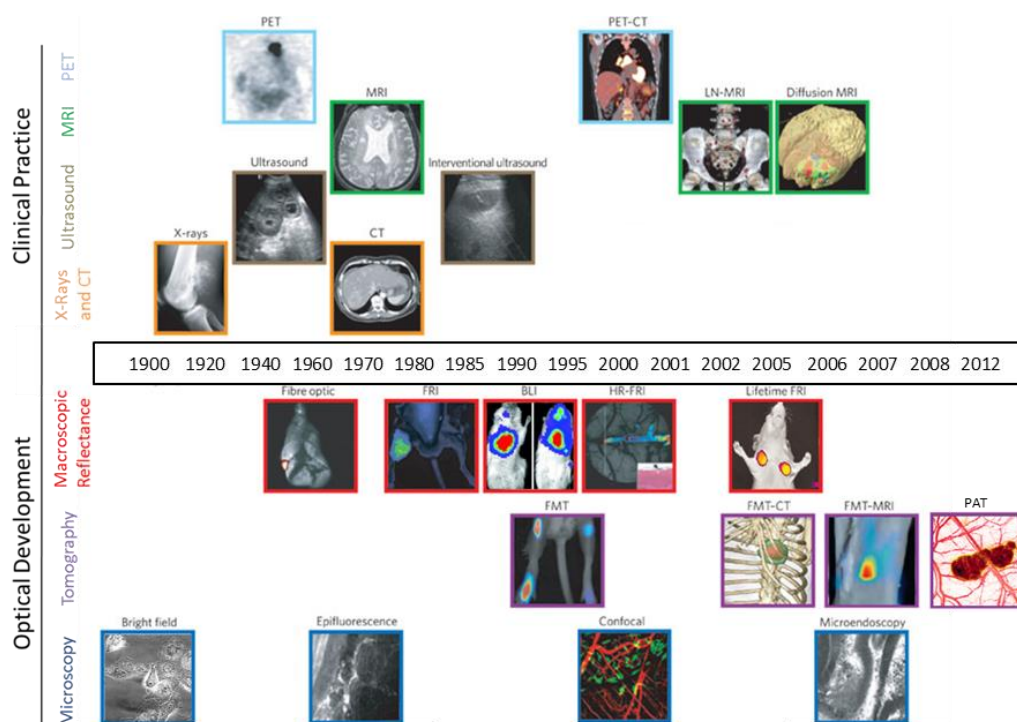 PET
PET-CT
MRI
LN-MRI
Diffusion MRI
Ultrasound
Interventional ultrasound
X-rays
CT
Clinical Practice
PET
MRI
Ultrasound
X-Rays
and CT
1900 1920 1940 1960 1970 1980 1985 1990 1995 2000 2001 2002 2005 2006 2007 2008 2012
Optical Development
Macroscopic
Reflectance
Tomography
Microscopy
Fibre optic
FRI
BLI
HR-FRI
Lifetime FRI
FMT
FMT-CT
FMT-MRI
PAT
Bright field
Epifluorescence
Confocal
Microendoscopy